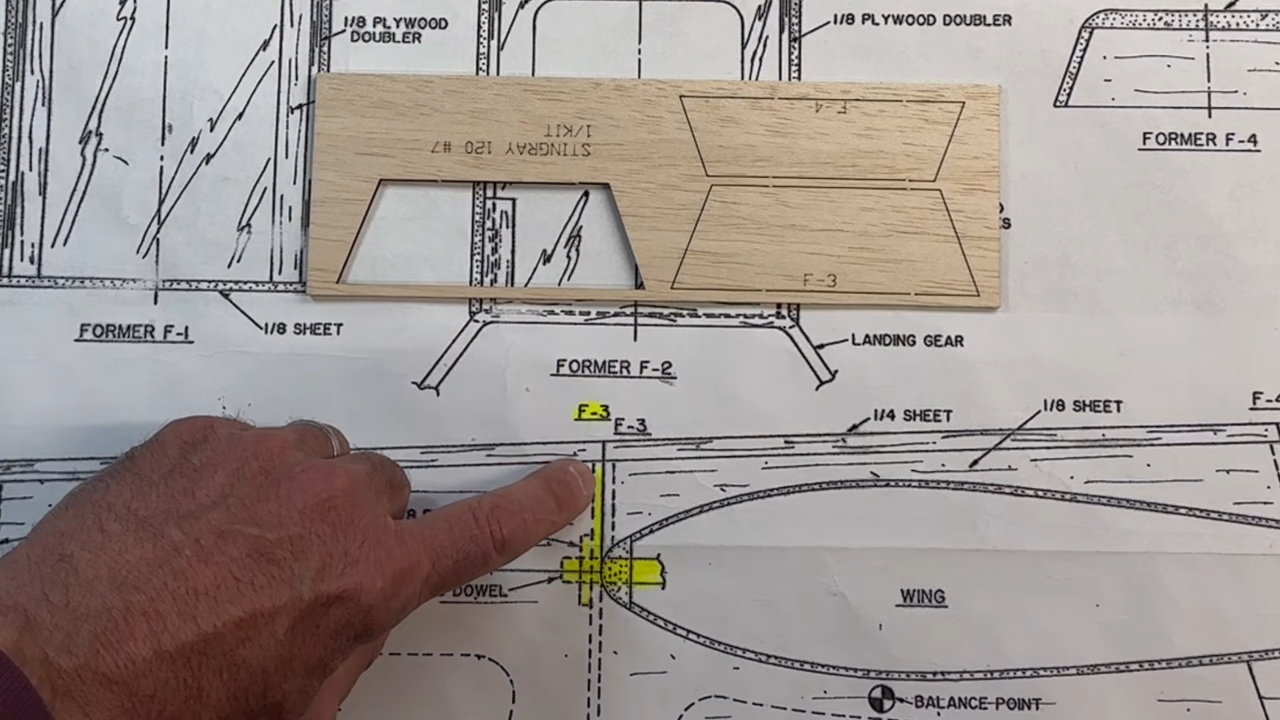 1/8 PLYWOOD
DOUBLER
1/8 PLYWOOD DOUBLER
FORMER F-4
F-4
STINGRAY 120 #7
1/KIT
F-3
FORMER F-1
1/8 SHEET
FORMER F-2
LANDING GEAR
F-3
F-3
1/4 SHEET
1/8 SHEET
F-4
DOWEL
WING
BALANCE POINT